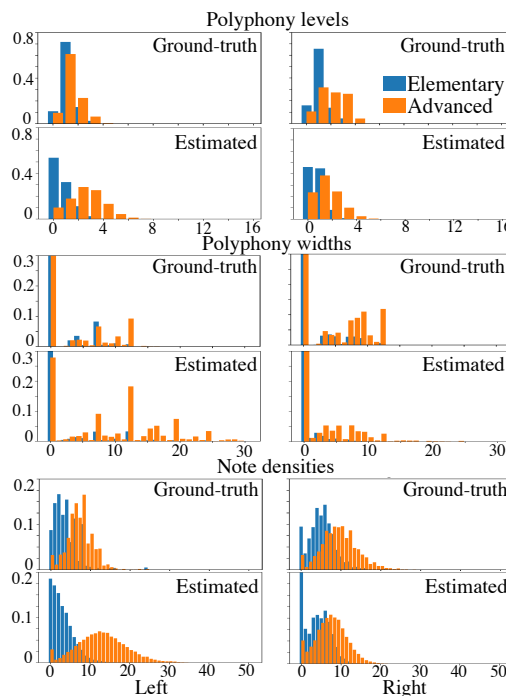 Polyphony levels
0.8
0.4
0
Ground-truth
Ground-truth
Elementary
Advanced
0.8
0.4
0
Estimated
Estimated
0 4 8 12 16
0 4 8 12 16
Polyphony widths
0.3
0.2
0.1
0
Ground-truth
Ground-truth
0.3
0.2
0.1
0
Estimated
Estimated
0 10 20 30
0 10 20 30
Note densities
0.2
0.1
0
Ground-truth
Ground-truth
0.2
0.1
0
Estimated
Estimated
0 10 20 30 40 50
0 10 20 30 40 50
Left
Right